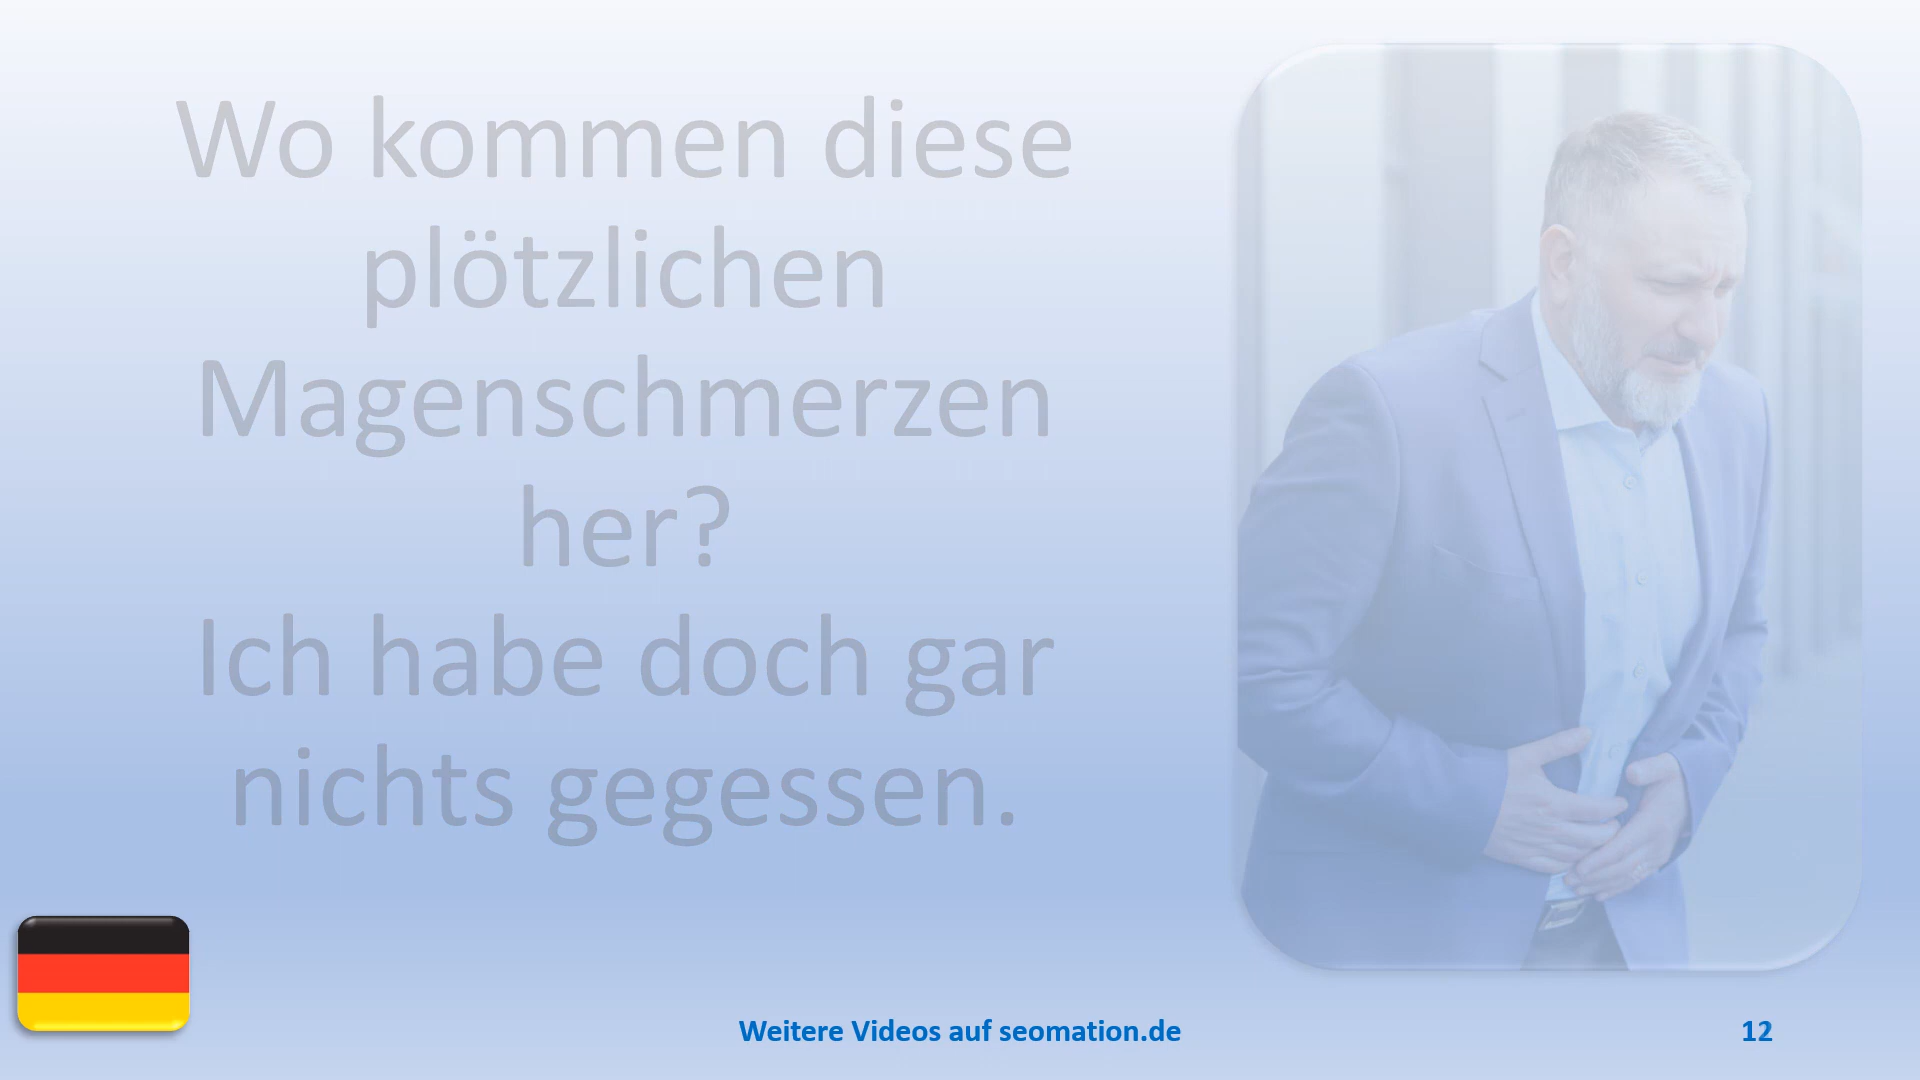 Wo kommen diese
plötzlichen
Magenschmerzen
her?
Ich habe doch gar
nichts gegessen.
Weitere Videos auf seomation.de
12